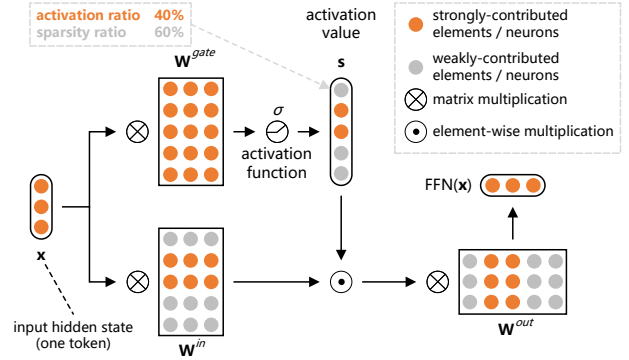 activation ratio 40%
sparsity ratio 60%
activation
value
s
strongly-contributed
elements / neurons
weakly-contributed
elements / neurons
matrix multiplication
element-wise multiplication
W^gate
σ
activation
function
x
input hidden state
(one token)
W^in
FFN(x)
W^out